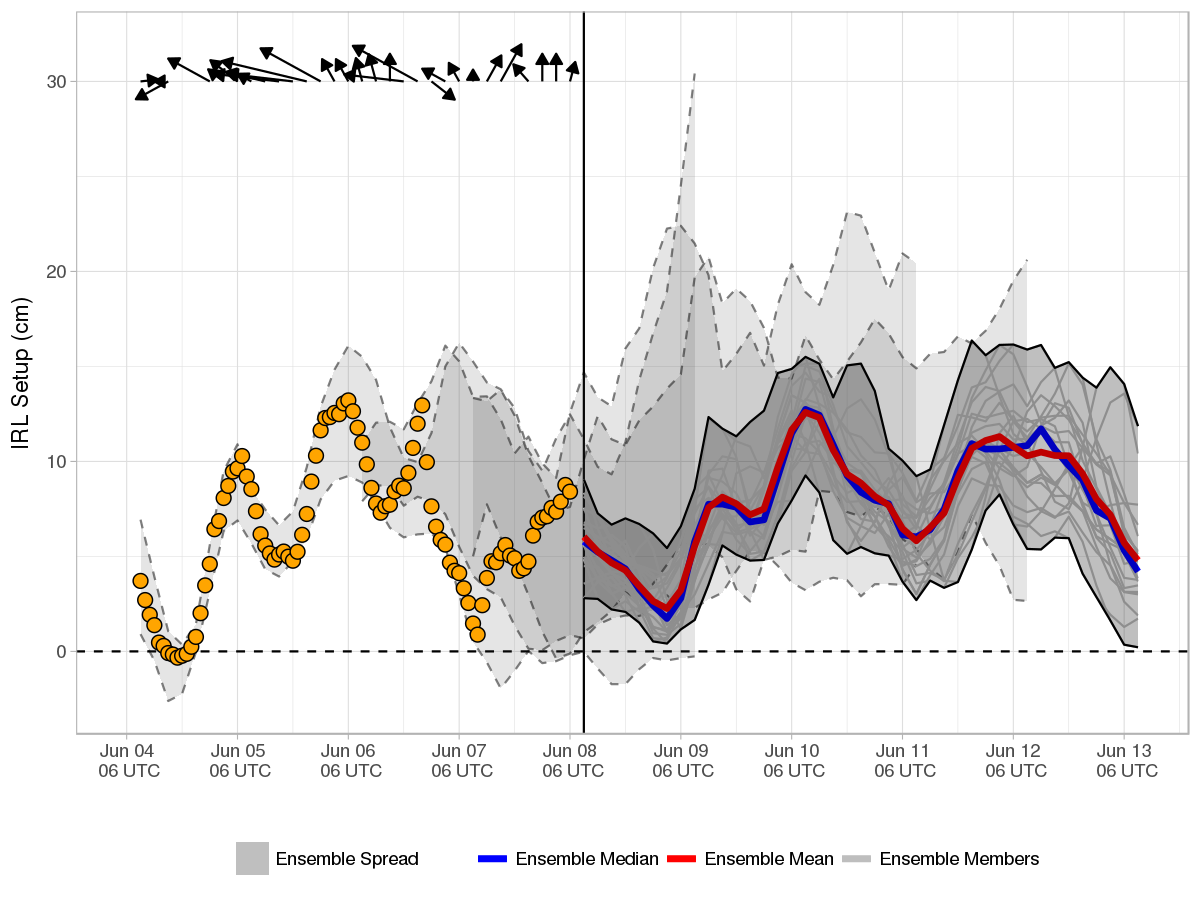 IRL Setup (cm)
30
20
10
0
Jun 04 Jun 05 Jun 06 Jun 07 Jun 08 Jun 09 Jun 10 Jun 11 Jun 12 Jun 13
06 UTC 06 UTC 06 UTC 06 UTC 06 UTC 06 UTC 06 UTC 06 UTC 06 UTC 06 UTC
Ensemble Spread Ensemble Median Ensemble Mean Ensemble Members